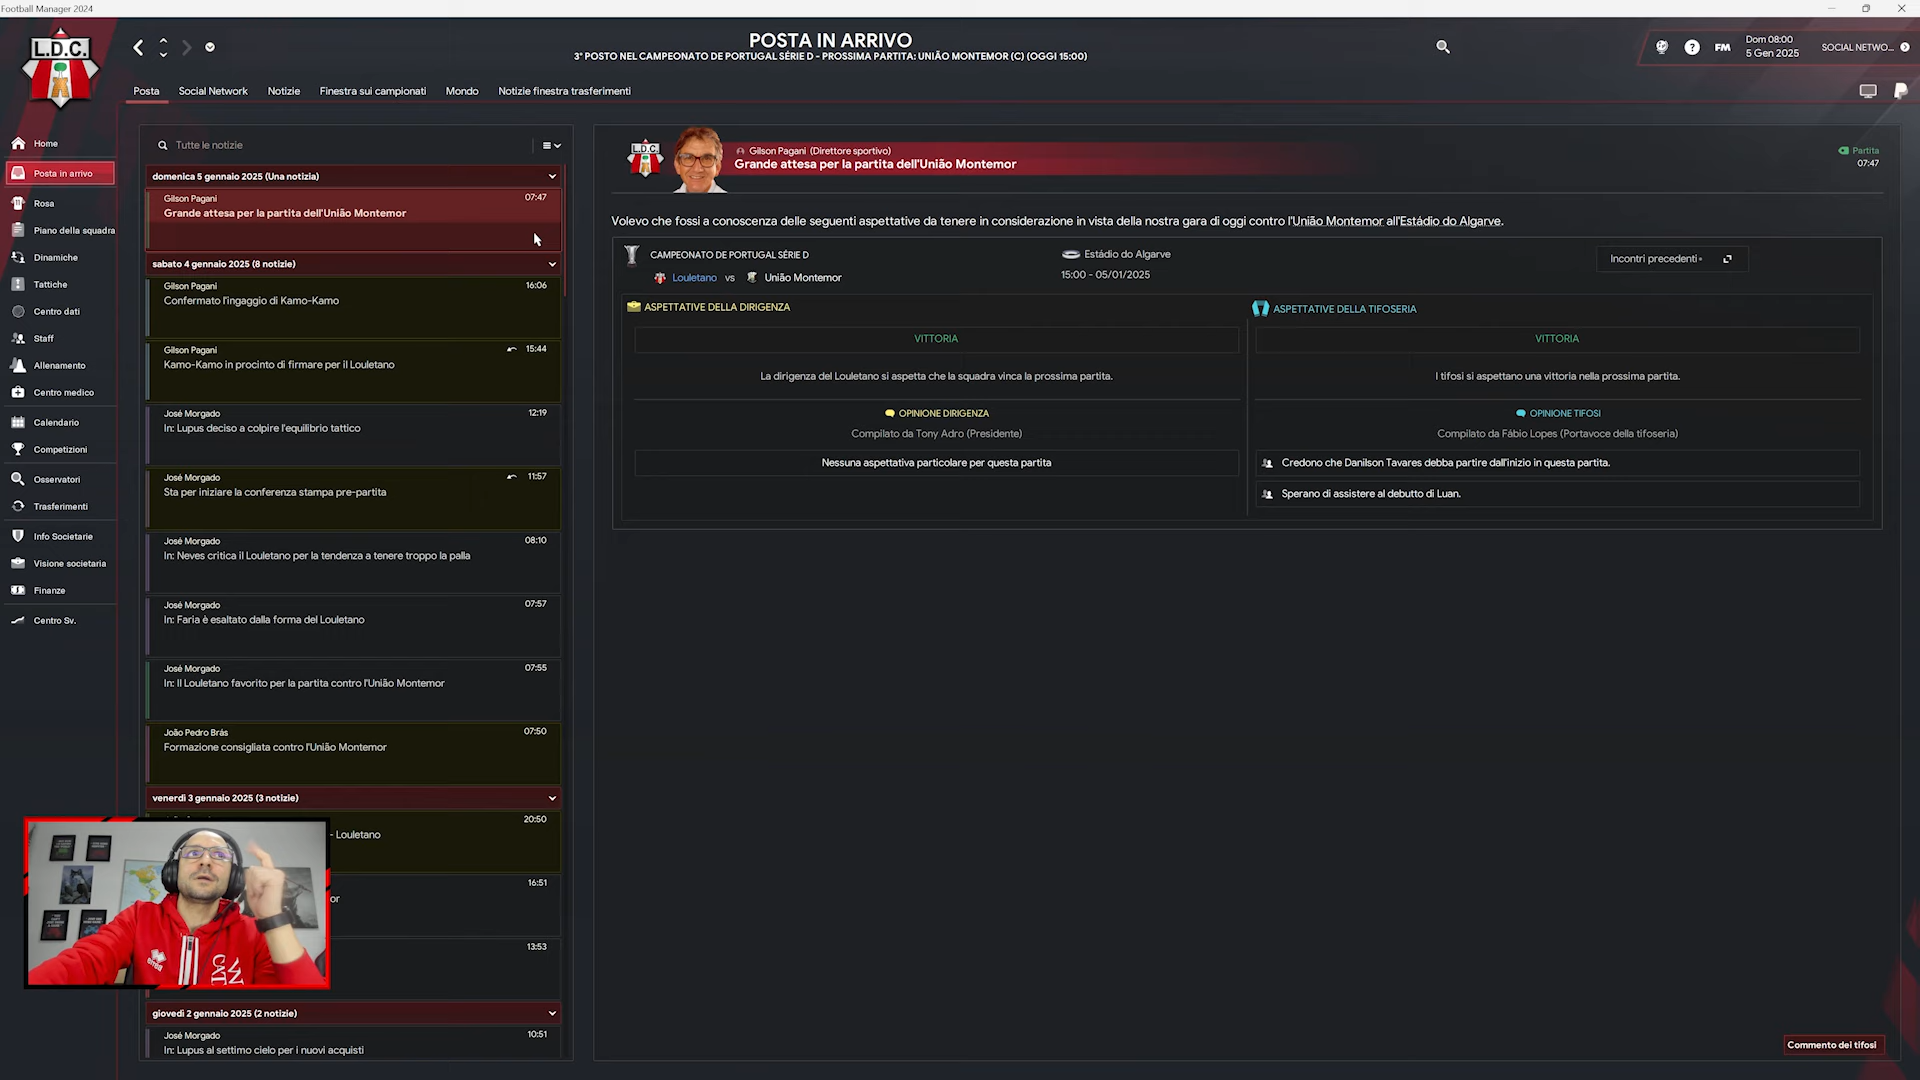 Football Manager 2024
L.D.C.
POSTA IN ARRIVO
3° POSTO NEL CAMPEONATO DE PORTUGAL SÉRIE D - PROSSIMA PARTITA: UNIÃO MONTEMOR (C) (OGGI 15:00)
FM
Dom 08:00
5 Gen 2025
SOCIAL NETWO...
Posta
Social Network
Notizie
Finestra sui campionati
Mondo
Notizie finestra trasferimenti
Home
Posta in arrivo
Rosa
Piano della squadra
Dinamiche
Tattiche
Centro dati
Staff
Allenamento
Centro medico
Calendario
Competizioni
Osservatori
Trasferimenti
Info Societarie
Visione societaria
Finanze
Centro Sv.
Tutte le notizie
domenica 5 gennaio 2025 (Una notizia)
Gilson Pagani 07:47
Grande attesa per la partita dell'União Montemor
sabato 4 gennaio 2025 (8 notizie)
Gilson Pagani 16:06
Confermato l'ingaggio di Kamo-Kamo
Gilson Pagani 15:44
Kamo-Kamo in procinto di firmare per il Louletano
José Morgado 12:19
In: Lupus deciso a colpire l'equilibrio tattico
José Morgado 11:57
Sta per iniziare la conferenza stampa pre-partita
José Morgado 08:10
In: Neves critica il Louletano per la tendenza a tenere troppo la palla
José Morgado 07:57
In: Faria è esaltato dalla forma del Louletano
José Morgado 07:55
In: Il Louletano favorito per la partita contro l'União Montemor
João Pedro Brás 07:50
Formazione consigliata contro l'União Montemor
venerdì 3 gennaio 2025 (3 notizie)
20:50
- Louletano
16:51
or
13:53
giovedì 2 gennaio 2025 (2 notizie)
José Morgado 10:51
In: Lupus al settimo cielo per i nuovi acquisti
L.D.C.
Gilson Pagani (Direttore sportivo)
Grande attesa per la partita dell'União Montemor
Partita
07:47
Volevo che fossi a conoscenza delle seguenti aspettative da tenere in considerazione in vista della nostra gara di oggi contro l'União Montemor all'Estádio do Algarve.
CAMPEONATO DE PORTUGAL SÉRIE D
Louletano vs União Montemor
Estádio do Algarve
15:00 - 05/01/2025
Incontri precedenti
ASPETTATIVE DELLA DIRIGENZA
VITTORIA
La dirigenza del Louletano si aspetta che la squadra vinca la prossima partita.
OPINIONE DIRIGENZA
Compilato da Tony Adro (Presidente)
Nessuna aspettativa particolare per questa partita
ASPETTATIVE DELLA TIFOSERIA
VITTORIA
I tifosi si aspettano una vittoria nella prossima partita.
OPINIONE TIFOSI
Compilato da Fábio Lopes (Portavoce della tifoseria)
Credono che Danilson Tavares debba partire dall'inizio in questa partita.
Sperano di assistere al debutto di Luan.
Commento dei tifosi
errea